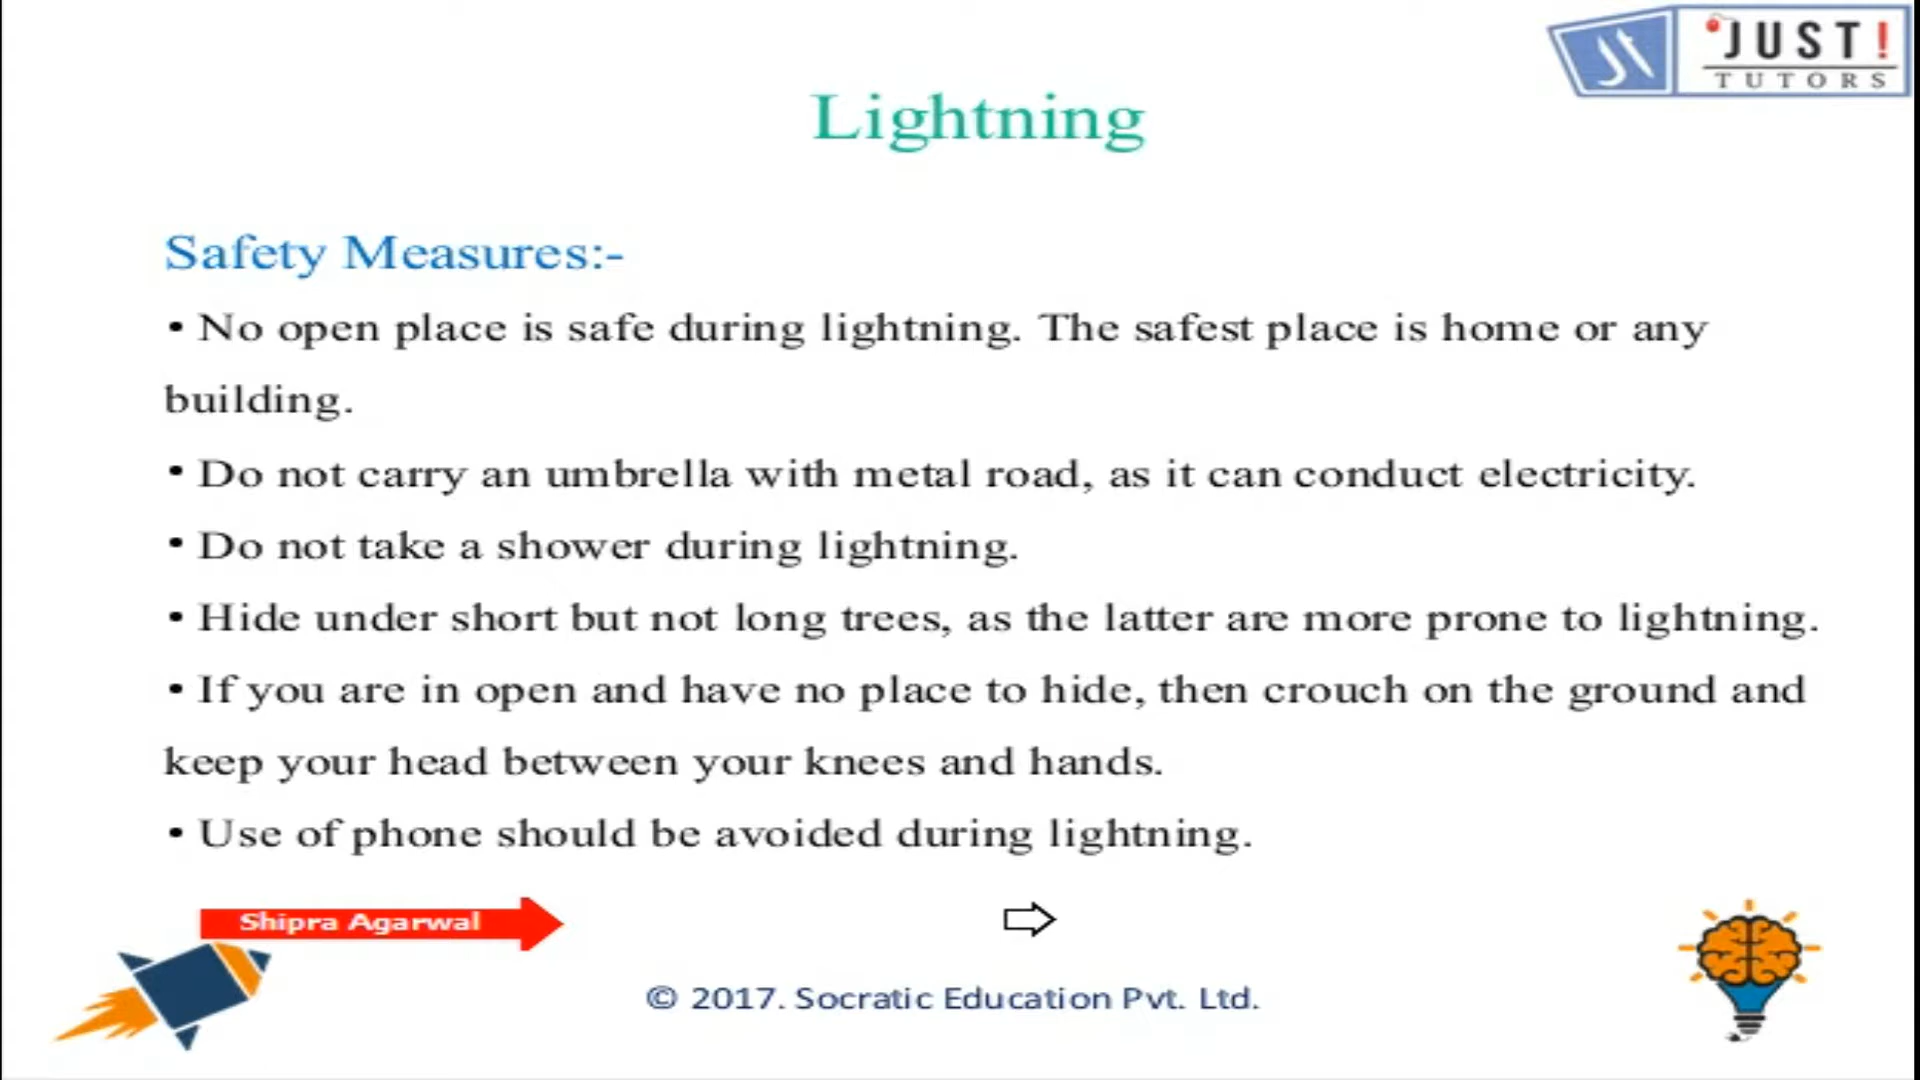 JUST!
TUTORS
Lightning
Safety Measures:-
• No open place is safe during lightning. The safest place is home or any
building.
• Do not carry an umbrella with metal road, as it can conduct electricity.
• Do not take a shower during lightning.
• Hide under short but not long trees, as the latter are more prone to lightning.
• If you are in open and have no place to hide, then crouch on the ground and
keep your head between your knees and hands.
• Use of phone should be avoided during lightning.
Shipra Agarwal
© 2017. Socratic Education Pvt. Ltd.